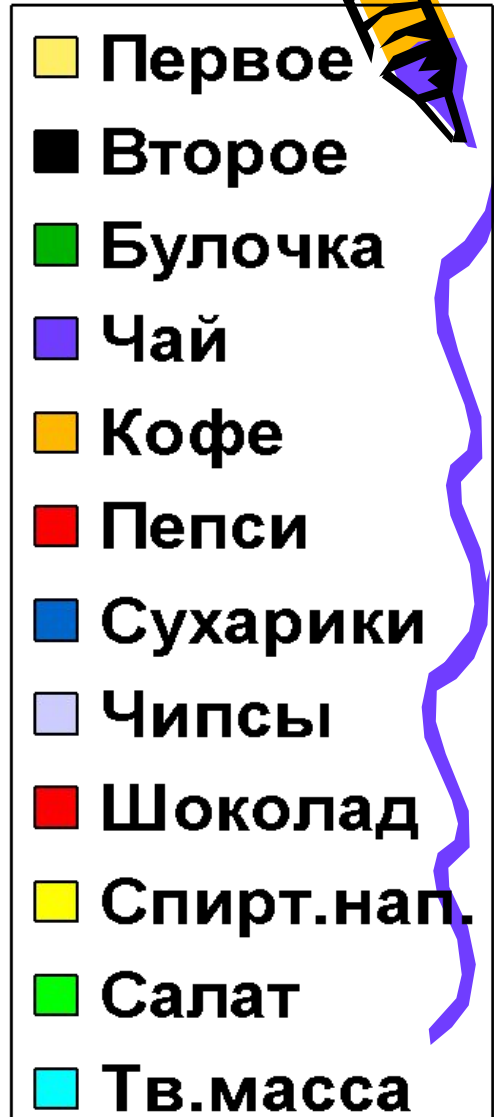 Первое
Второе
Булочка
Чай
Кофе
Пепси
Сухарики
Чипсы
Шоколад
Спирт.нап.
Салат
Тв.масса